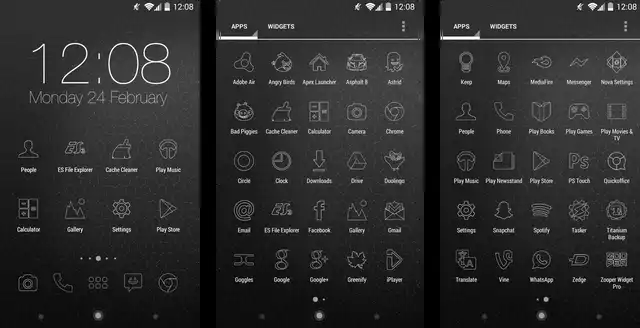 12:08
12:08
Monday 24 February
People ES File Explorer Cache Cleaner Play Music
Calculator Gallery Settings Play Store
12:08
APPS WIDGETS
Adobe Air Angry Birds Apex Launcher Asphalt 8 Astrid
Bad Piggies Cache Cleaner Calculator Camera Chrome
Circle Clock Downloads Drive Duolingo
Email ES File Explorer Facebook Gallery Gmail
Goggles Google Google+ Greenify iPlayer
12:08
APPS WIDGETS
Keep Maps MediaFire Messenger Nova Settings
People Phone Play Books Play Games Play Movies & TV
Ps
Play Music Play Newsstand Play Store PS Touch Quickoffice
Settings Snapchat Spotify Tasker Titanium Backup
Translate Vine WhatsApp Zedge Zooper Widget Pro